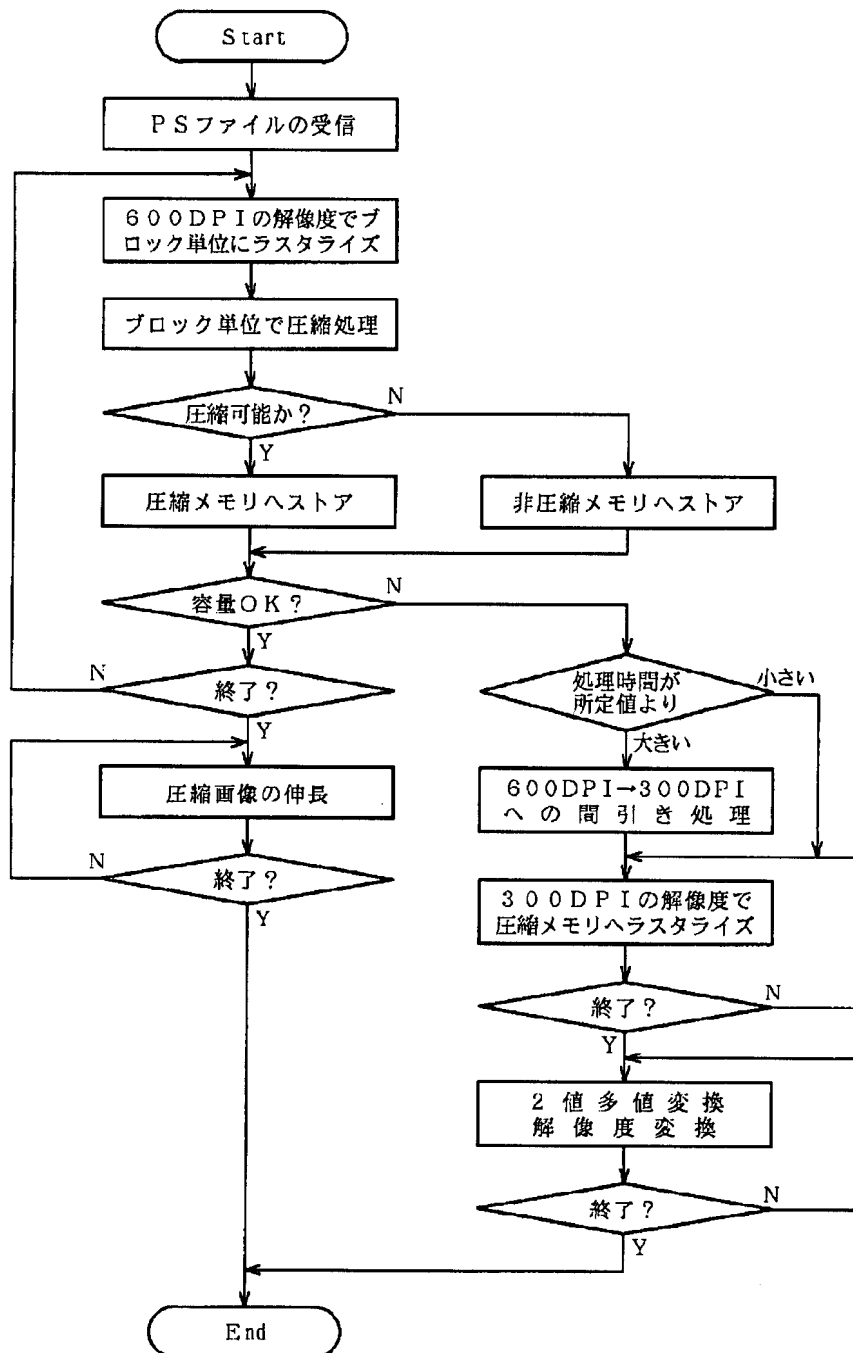 Start
PSファイルの受信
600DPIの解像度でブ
ロック単位にラスタライズ
ブロック単位で圧縮処理
圧縮可能か?
N
Y
圧縮メモリへストア
非圧縮メモリへストア
容量OK?
N
Y
終了?
N
Y
処理時間が
所定値より
小さい
大きい
圧縮画像の伸長
600DPI→300DPI
への間引き処理
終了?
N
Y
300DPIの解像度で
圧縮メモリへラスタライズ
終了?
N
Y
2値多値変換
解像度変換
終了?
N
Y
End